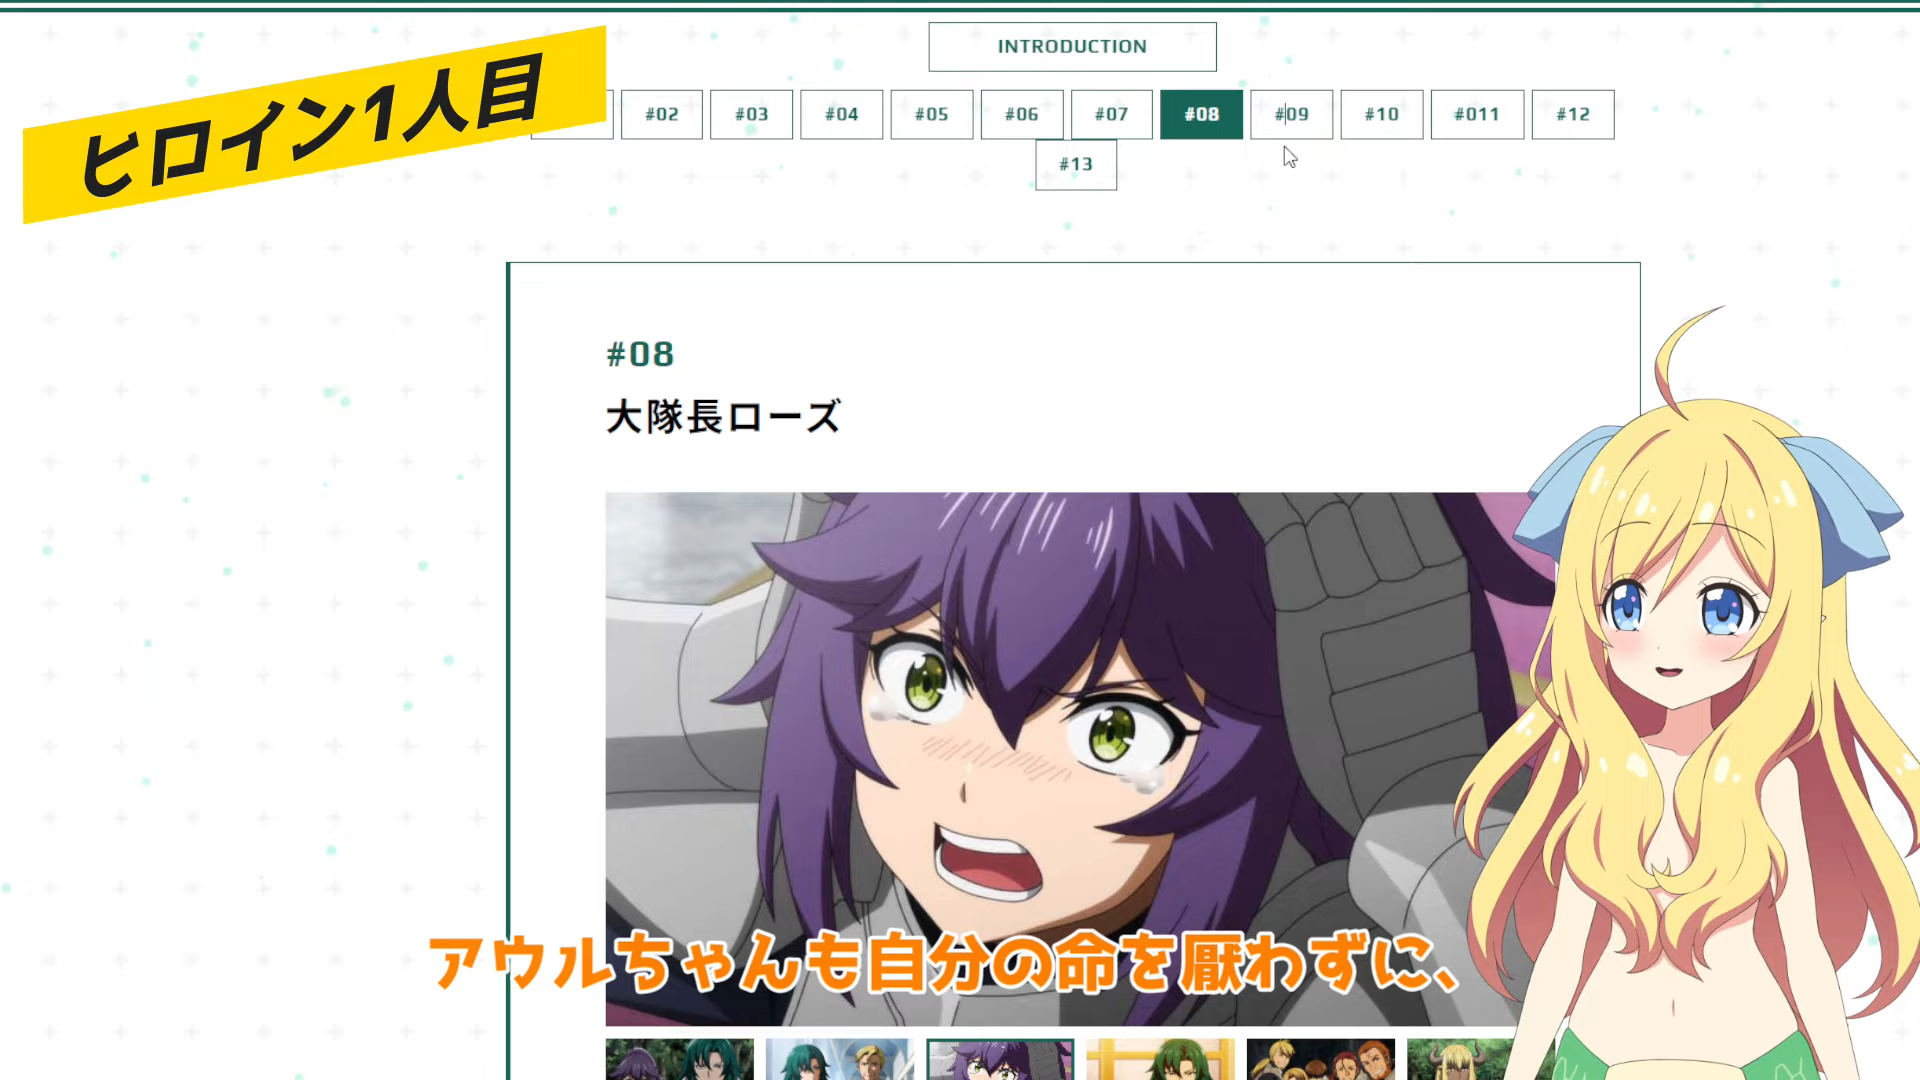 ヒロイン1人目
INTRODUCTION
#02 #03 #04 #05 #06 #07 #08 #09 #10 #011 #12
#13
#08
大隊長ローズ
アウルちゃんも自分の命を厭わずに、